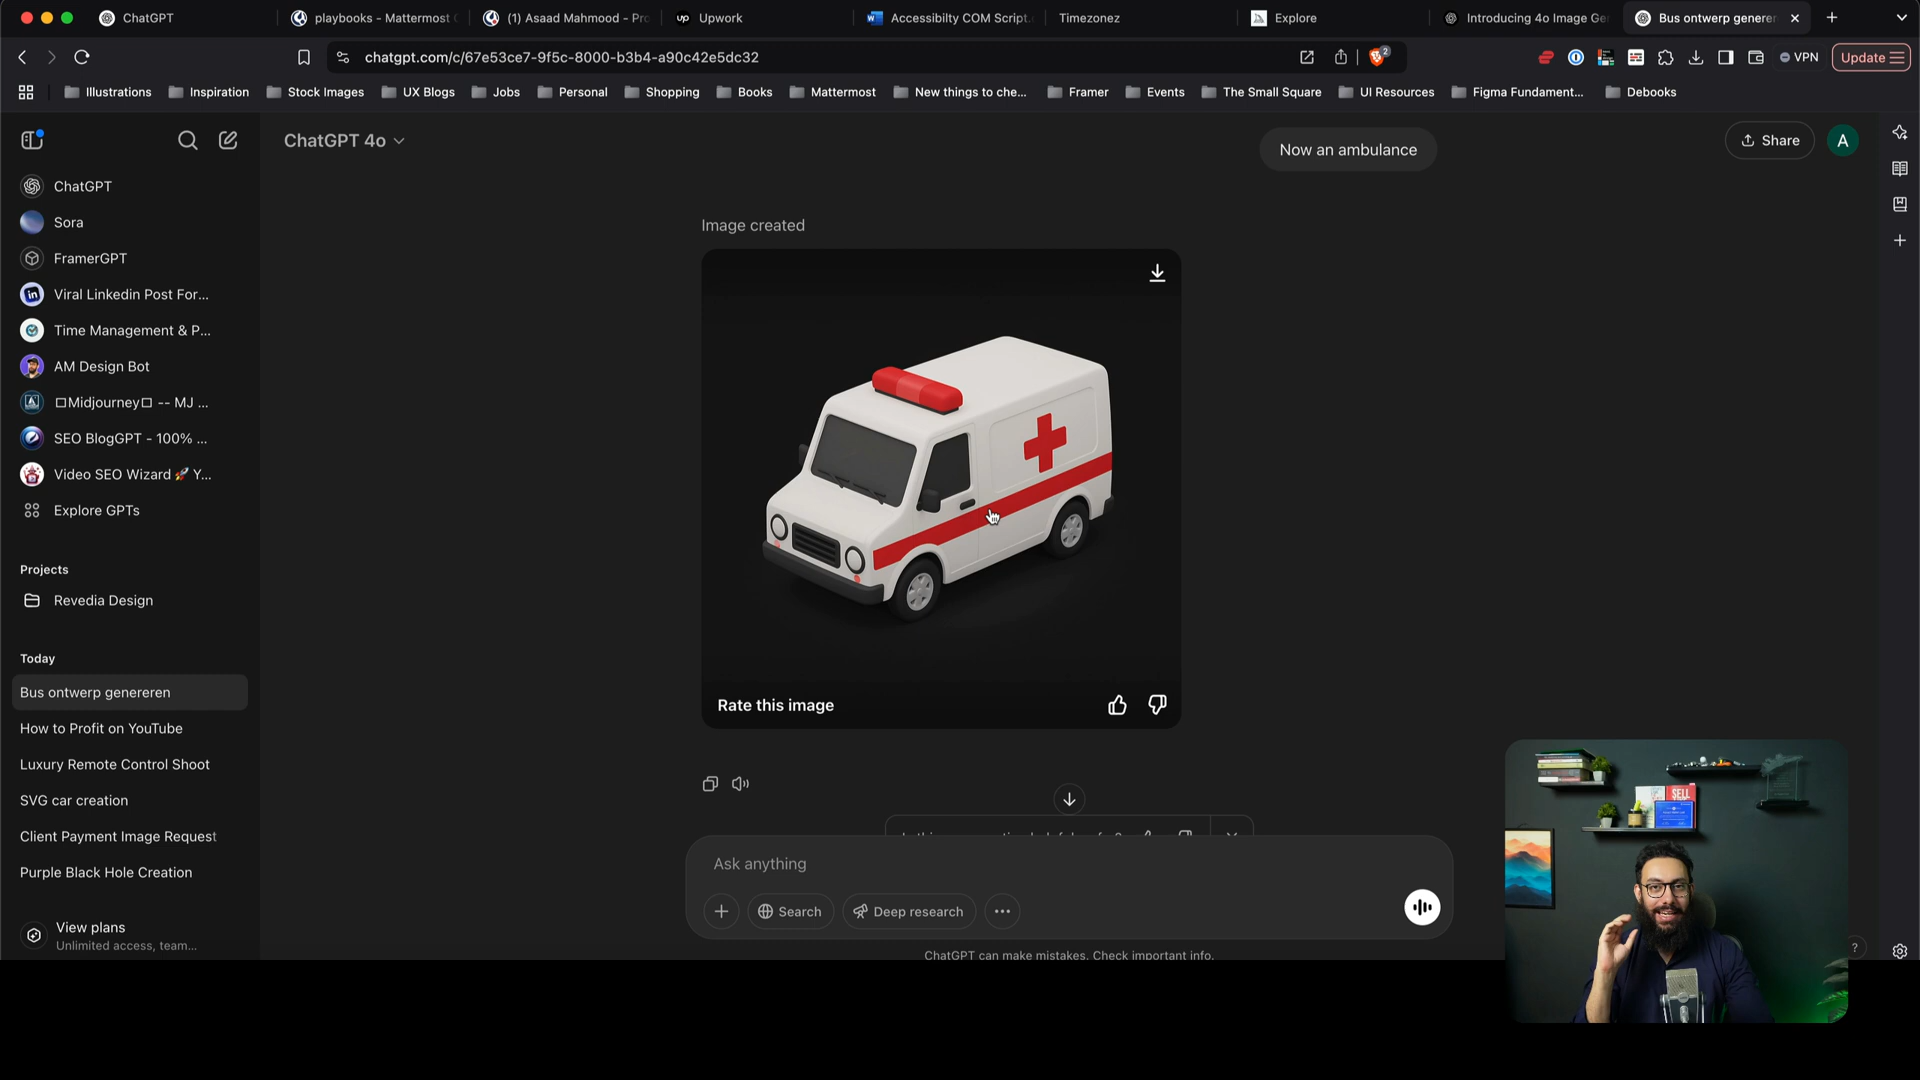 ChatGPT
playbooks - Mattermost
(1) Asaad Mahmood - Pro
Upwork
Accessibilty COM Script.
Timezonez
Explore
Introducing 4o Image Ge
Bus ontwerp generer
chatgpt.com/c/67e53ce7-9f5c-8000-b3b4-a90c42e5dc32
2
VPN
Update
Illustrations
Inspiration
Stock Images
UX Blogs
Jobs
Personal
Shopping
Books
Mattermost
New things to che...
Framer
Events
The Small Square
UI Resources
Figma Fundament...
Debooks
ChatGPT 4o
Now an ambulance
Share
A
ChatGPT
Sora
FramerGPT
Viral Linkedin Post For...
Time Management & P...
AM Design Bot
□Midjourney□ -- MJ ...
SEO BlogGPT - 100% ...
Video SEO Wizard 🚀 Y...
Explore GPTs
Projects
Revedia Design
Today
Bus ontwerp genereren
How to Profit on YouTube
Luxury Remote Control Shoot
SVG car creation
Client Payment Image Request
Purple Black Hole Creation
View plans
Unlimited access, team...
Image created
Rate this image
Ask anything
Search
Deep research
ChatGPT can make mistakes. Check important info.
?
SELL